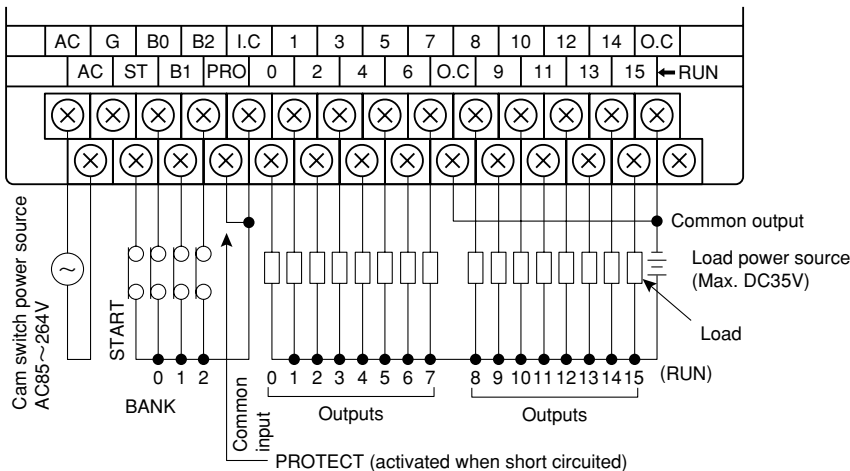 AC G B0 B2 I.C 1 3 5 7 8 10 12 14 O.C
AC ST B1 PRO 0 2 4 6 O.C 9 11 13 15 ←RUN
Cam switch power source
AC85～264V
~
START
0 1 2
BANK
Common
input
PROTECT (activated when short circuited)
0 1 2 3 4 5 6 7
Outputs
8 9 10 11 12 13 14 15 (RUN)
Outputs
Common output
Load power source
(Max. DC35V)
Load